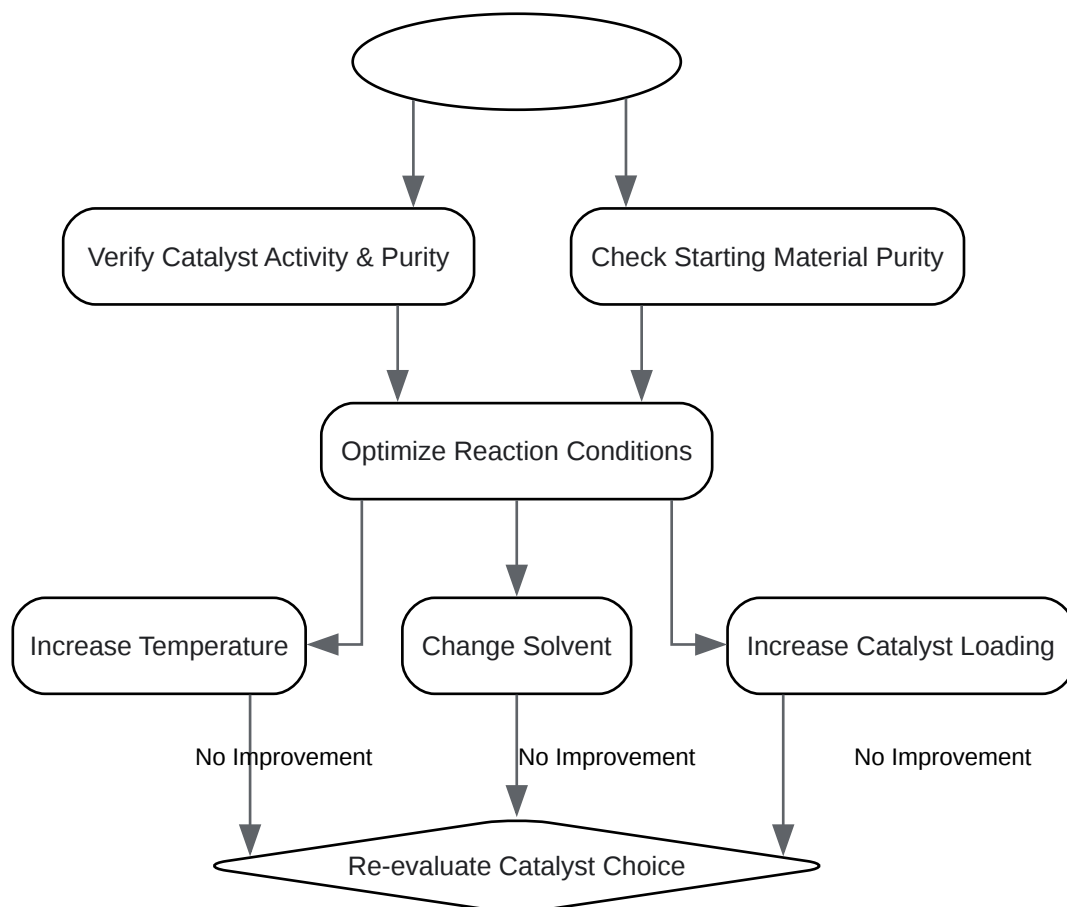 Verify Catalyst Activity & Purity
Check Starting Material Purity
Optimize Reaction Conditions
Increase Temperature
Change Solvent
Increase Catalyst Loading
No Improvement
No Improvement
No Improvement
Re-evaluate Catalyst Choice